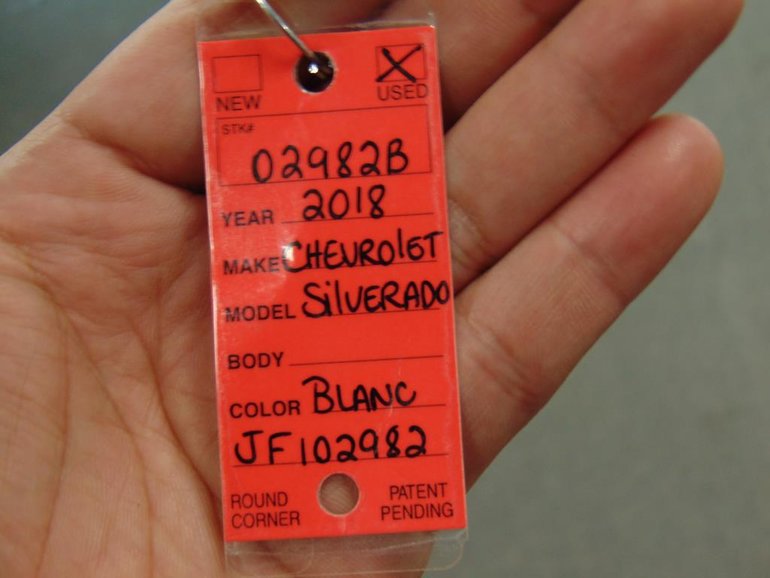 NEW USED
STK#
02982B
YEAR 2018
MAKE CHEVROlET
MODEL SilVERADO
BODY
COLOR BLANC
JF102982
ROUND CORNER PATENT PENDING